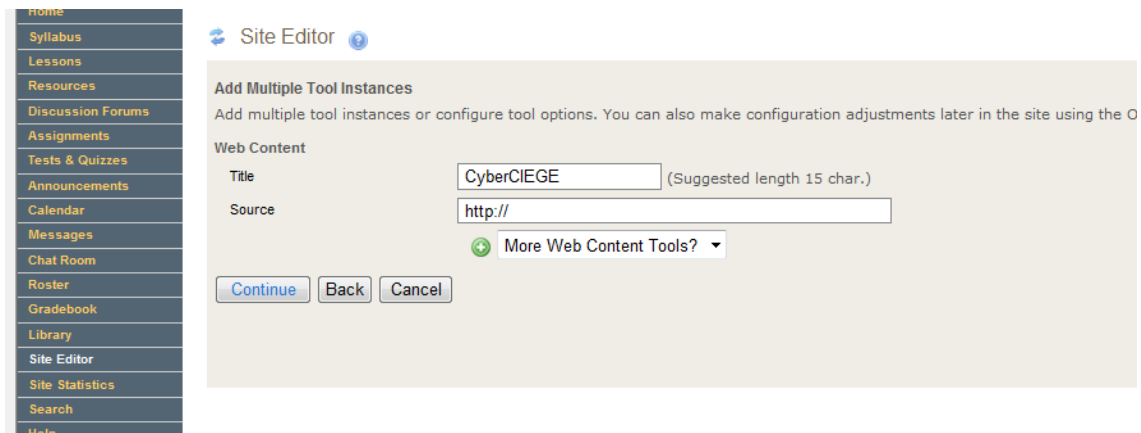 Home
Syllabus
Lessons
Resources
Discussion Forums
Assignments
Tests & Quizzes
Announcements
Calendar
Messages
Chat Room
Roster
Gradebook
Library
Site Editor
Site Statistics
Search
Help
Site Editor
Add Multiple Tool Instances
Add multiple tool instances or configure tool options. You can also make configuration adjustments later in the site using the O
Web Content
Title CyberCIEGE (Suggested length 15 char.)
Source http://
More Web Content Tools?
Continue Back Cancel